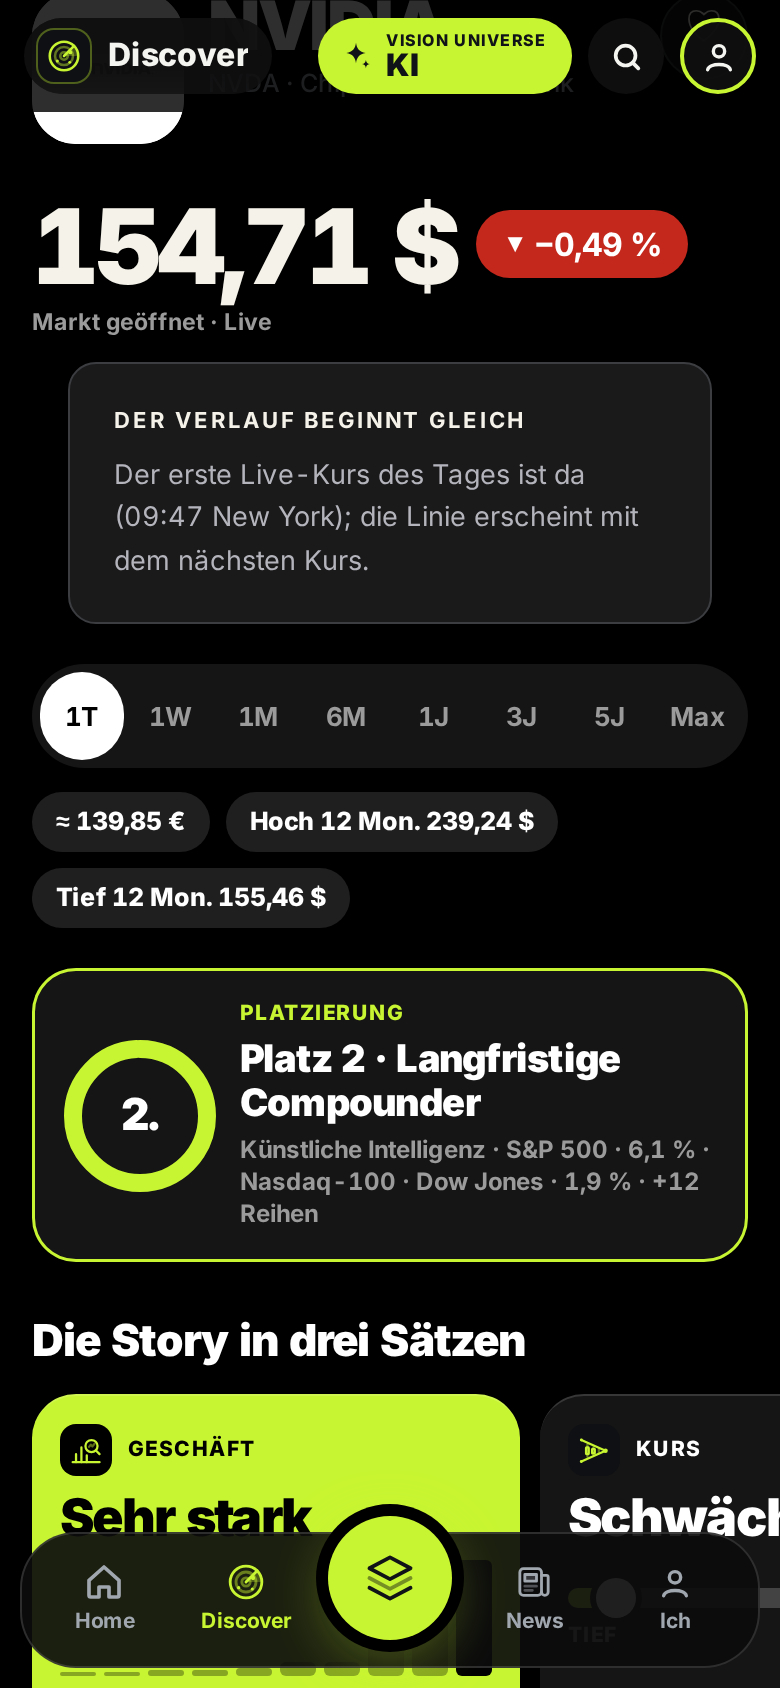 Discover
VISION UNIVERSE
KI
NVIDIA
154,71 $
▼ −0,49 %
Markt geöffnet · Live
DER VERLAUF BEGINNT GLEICH
Der erste Live-Kurs des Tages ist da
(09:47 New York); die Linie erscheint mit
dem nächsten Kurs.
1T 1W 1M 6M 1J 3J 5J Max
≈ 139,85 €
Hoch 12 Mon. 239,24 $
Tief 12 Mon. 155,46 $
PLATZIERUNG
2.
Platz 2 · Langfristige
Compounder
Künstliche Intelligenz · S&P 500 · 6,1 % ·
Nasdaq-100 · Dow Jones · 1,9 % · +12
Reihen
Die Story in drei Sätzen
GESCHÄFT
Sehr stark
KURS
TIEF
Home
Discover
News
Ich